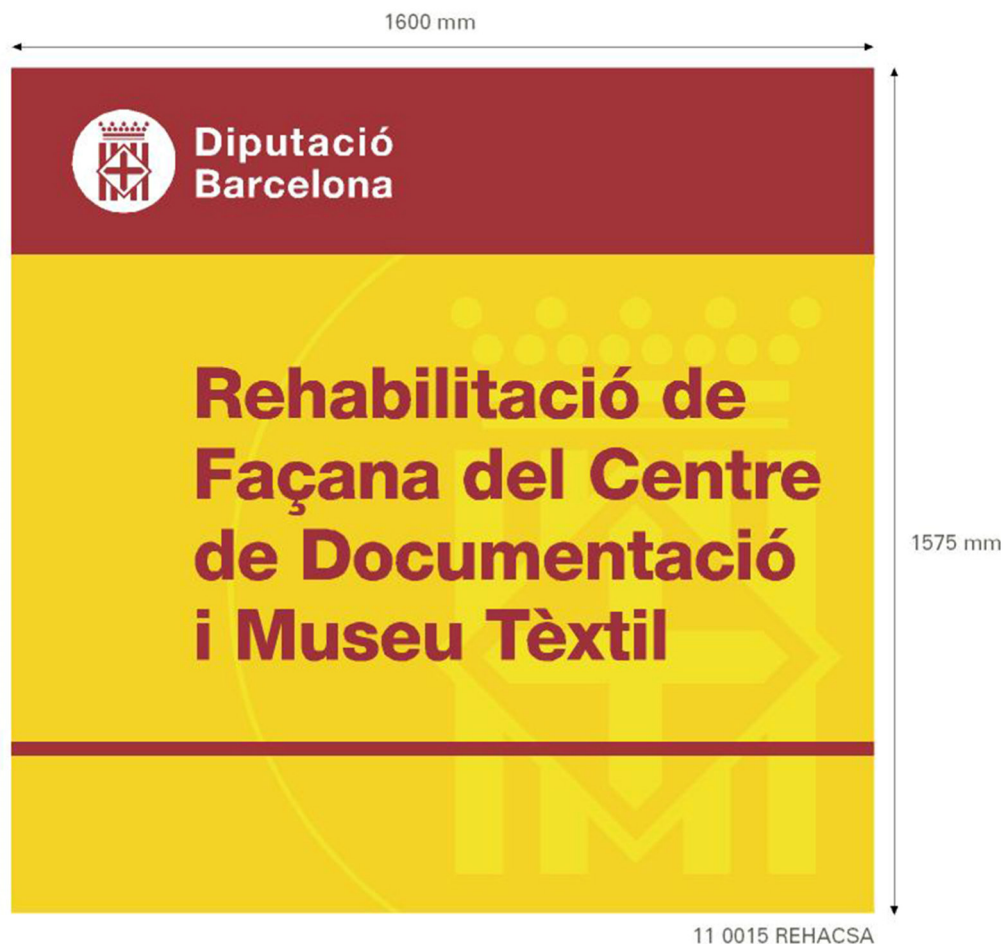 1600 mm
Diputació
Barcelona
Rehabilitació de
Façana del Centre
de Documentació
i Museu Tèxtil
1575 mm
11 0015 REHACSA